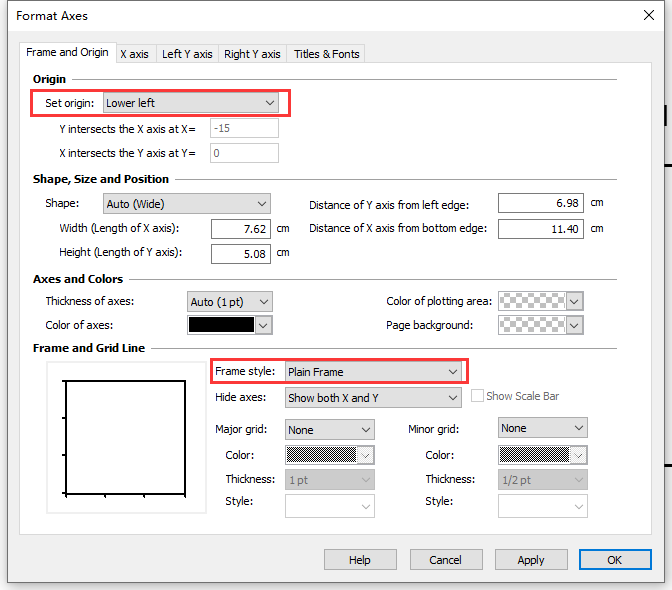 Format Axes
Frame and Origin X axis Left Y axis Right Y axis Titles & Fonts
Origin
Set origin: Lower left
Y intersects the X axis at X= -15
X intersects the Y axis at Y= 0
Shape, Size and Position
Shape: Auto (Wide) Distance of Y axis from left edge: 6.98 cm
Width (Length of X axis): 7.62 cm Distance of X axis from bottom edge: 11.40 cm
Height (Length of Y axis): 5.08 cm
Axes and Colors
Thickness of axes: Auto (1 pt) Color of plotting area:
Color of axes: Page background:
Frame and Grid Line
Frame style: Plain Frame
Hide axes: Show both X and Y Show Scale Bar
Major grid: None Minor grid: None
Color: Color:
Thickness: 1 pt Thickness: 1/2 pt
Style: Style:
Help Cancel Apply OK